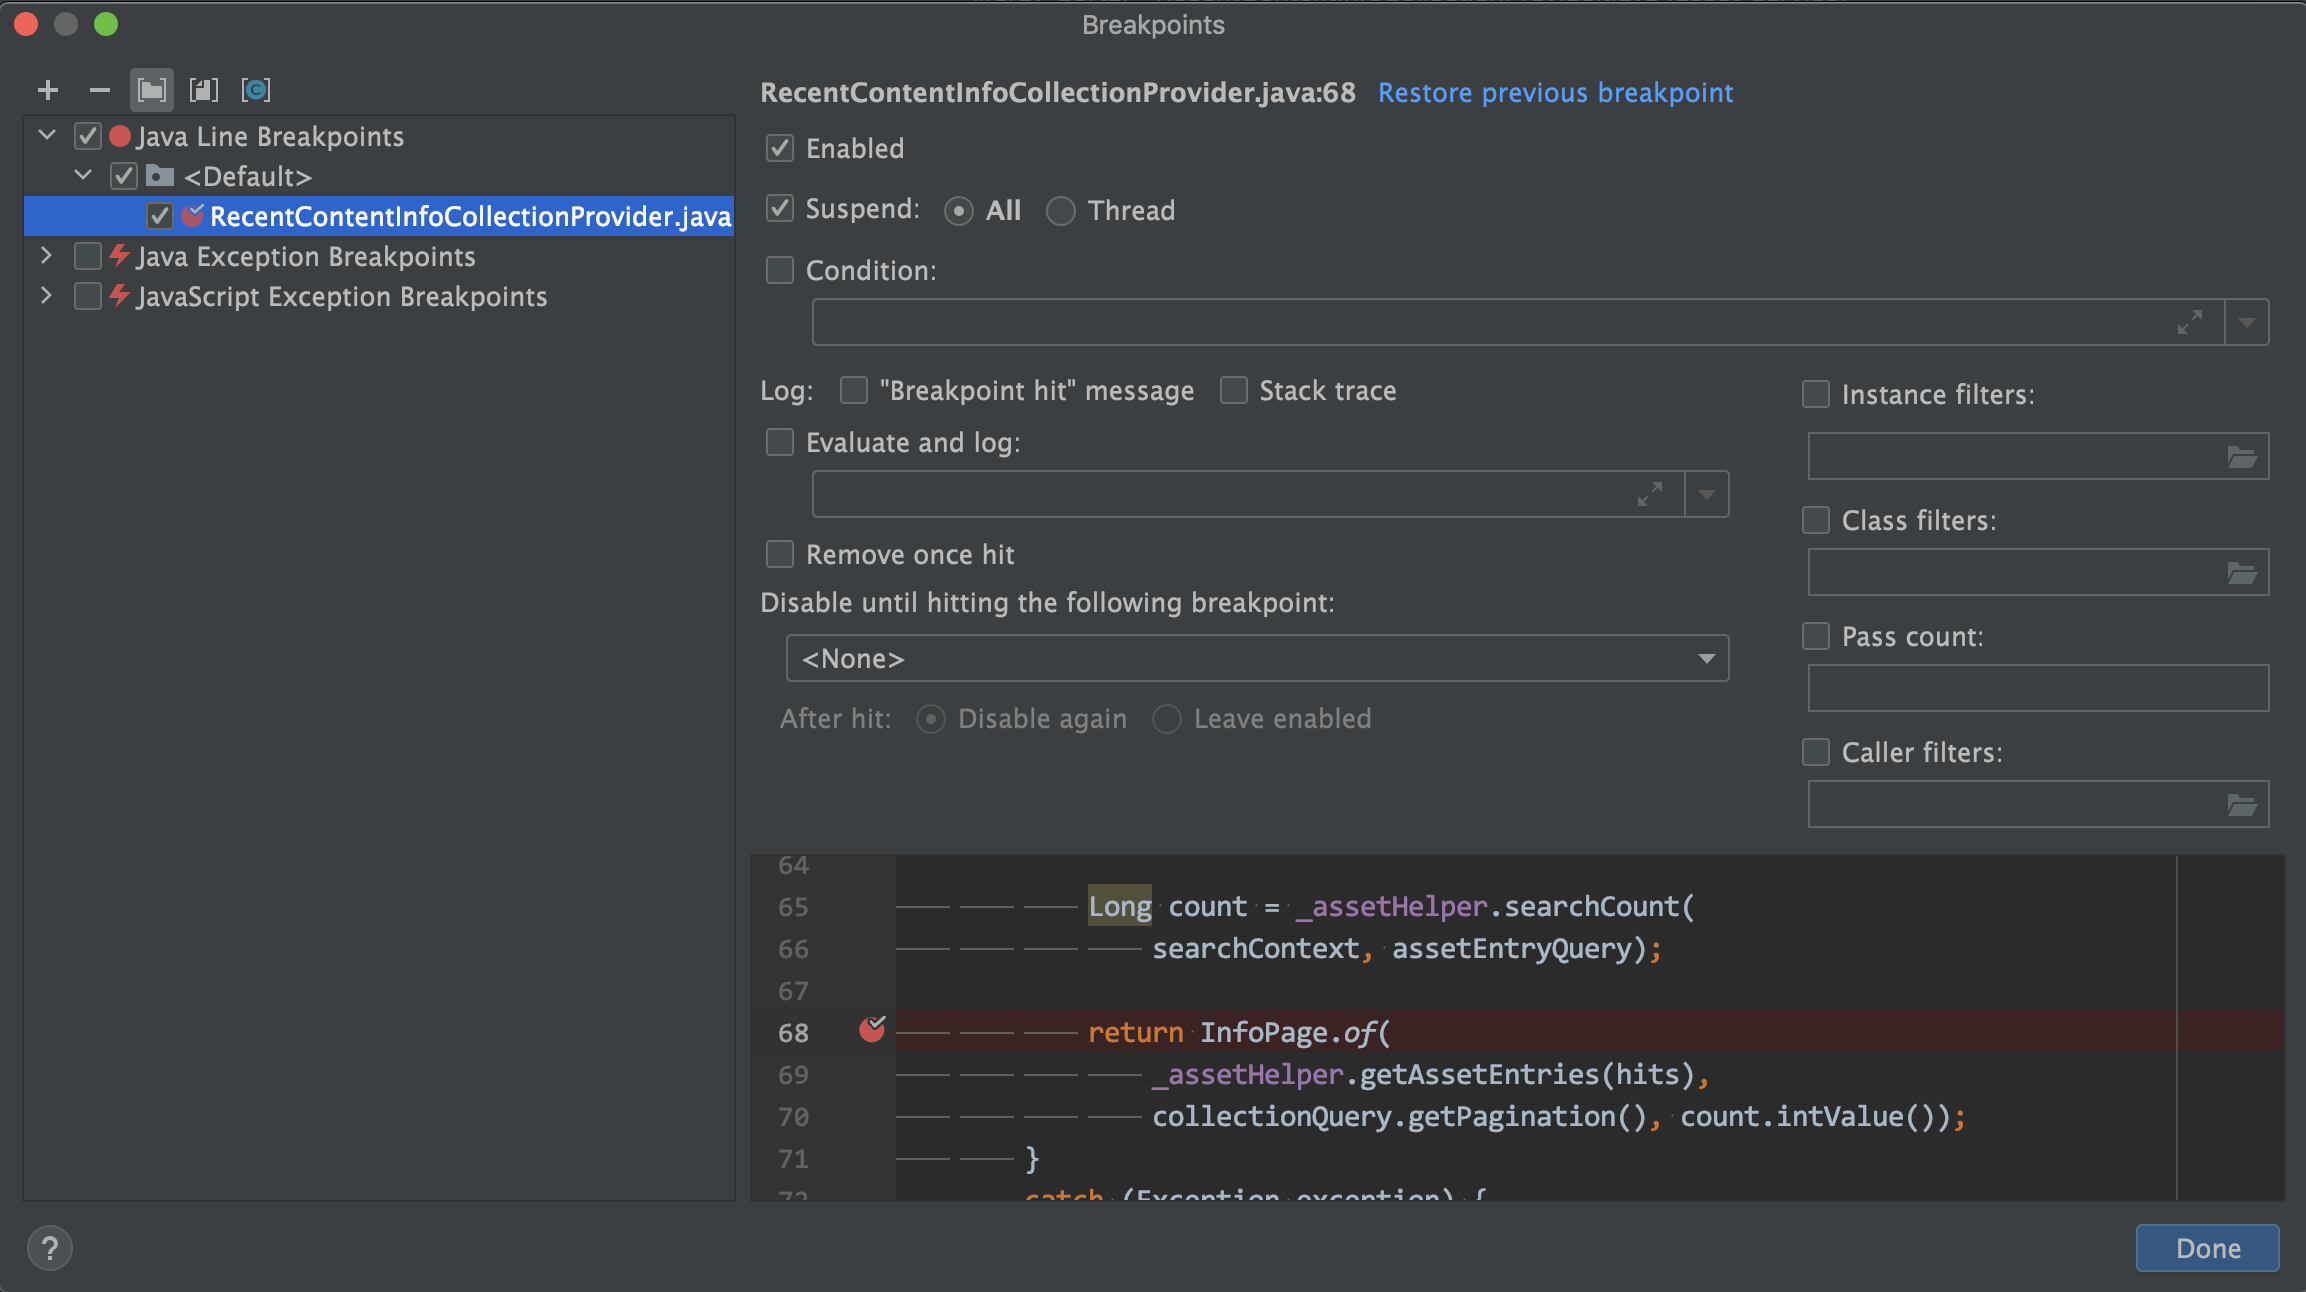 Breakpoints
Java Line Breakpoints
<Default>
RecentContentInfoCollectionProvider.java
Java Exception Breakpoints
JavaScript Exception Breakpoints
RecentContentInfoCollectionProvider.java:68 Restore previous breakpoint
Enabled
Suspend: All Thread
Condition:
Log: "Breakpoint hit" message Stack trace
Evaluate and log:
Remove once hit
Disable until hitting the following breakpoint:
<None>
After hit: Disable again Leave enabled
Instance filters:
Class filters:
Pass count:
Caller filters:
64
65 Long count = _assetHelper.searchCount(
66 searchContext, assetEntryQuery);
67
68 return InfoPage.of(
69 _assetHelper.getAssetEntries(hits),
70 collectionQuery.getPagination(), count.intValue());
71 }
72 catch (Exception exception) {
?
Done